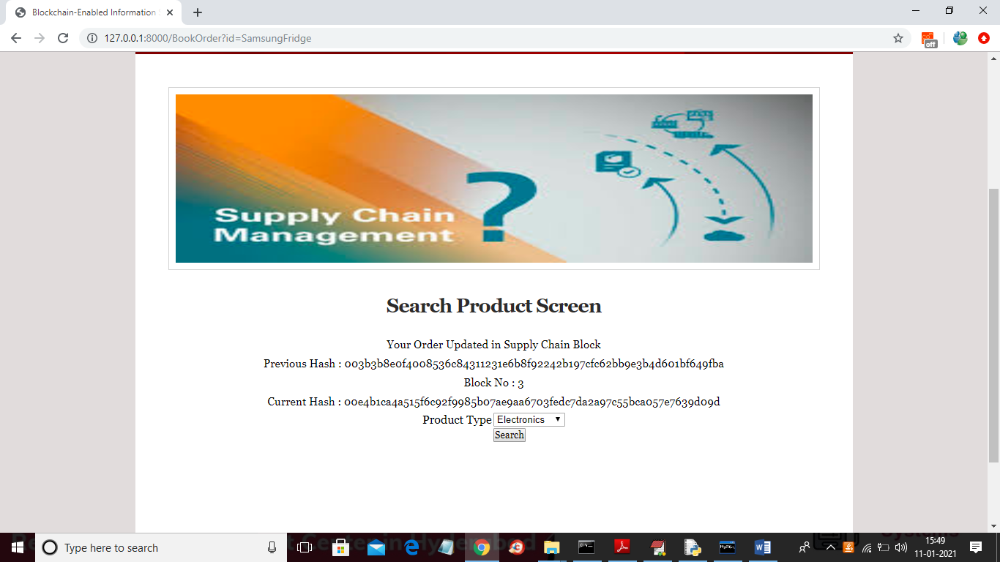 Blockchain-Enabled Information
127.0.0.1:8000/BookOrder?id=SamsungFridge
off
Supply Chain
Management
?
Search Product Screen
Your Order Updated in Supply Chain Block
Previous Hash : 003b3b8e0f4008536c84311231e6b8f92242b197cfc62bb9e3b4d601bf649fba
Block No : 3
Current Hash : 00e4b1ca4a515f6c92f9985b07ae9aa6703fedc7da2a97c55bca057e7639d09d
Product Type Electronics
Search
Type here to search
15:49
11-01-2021